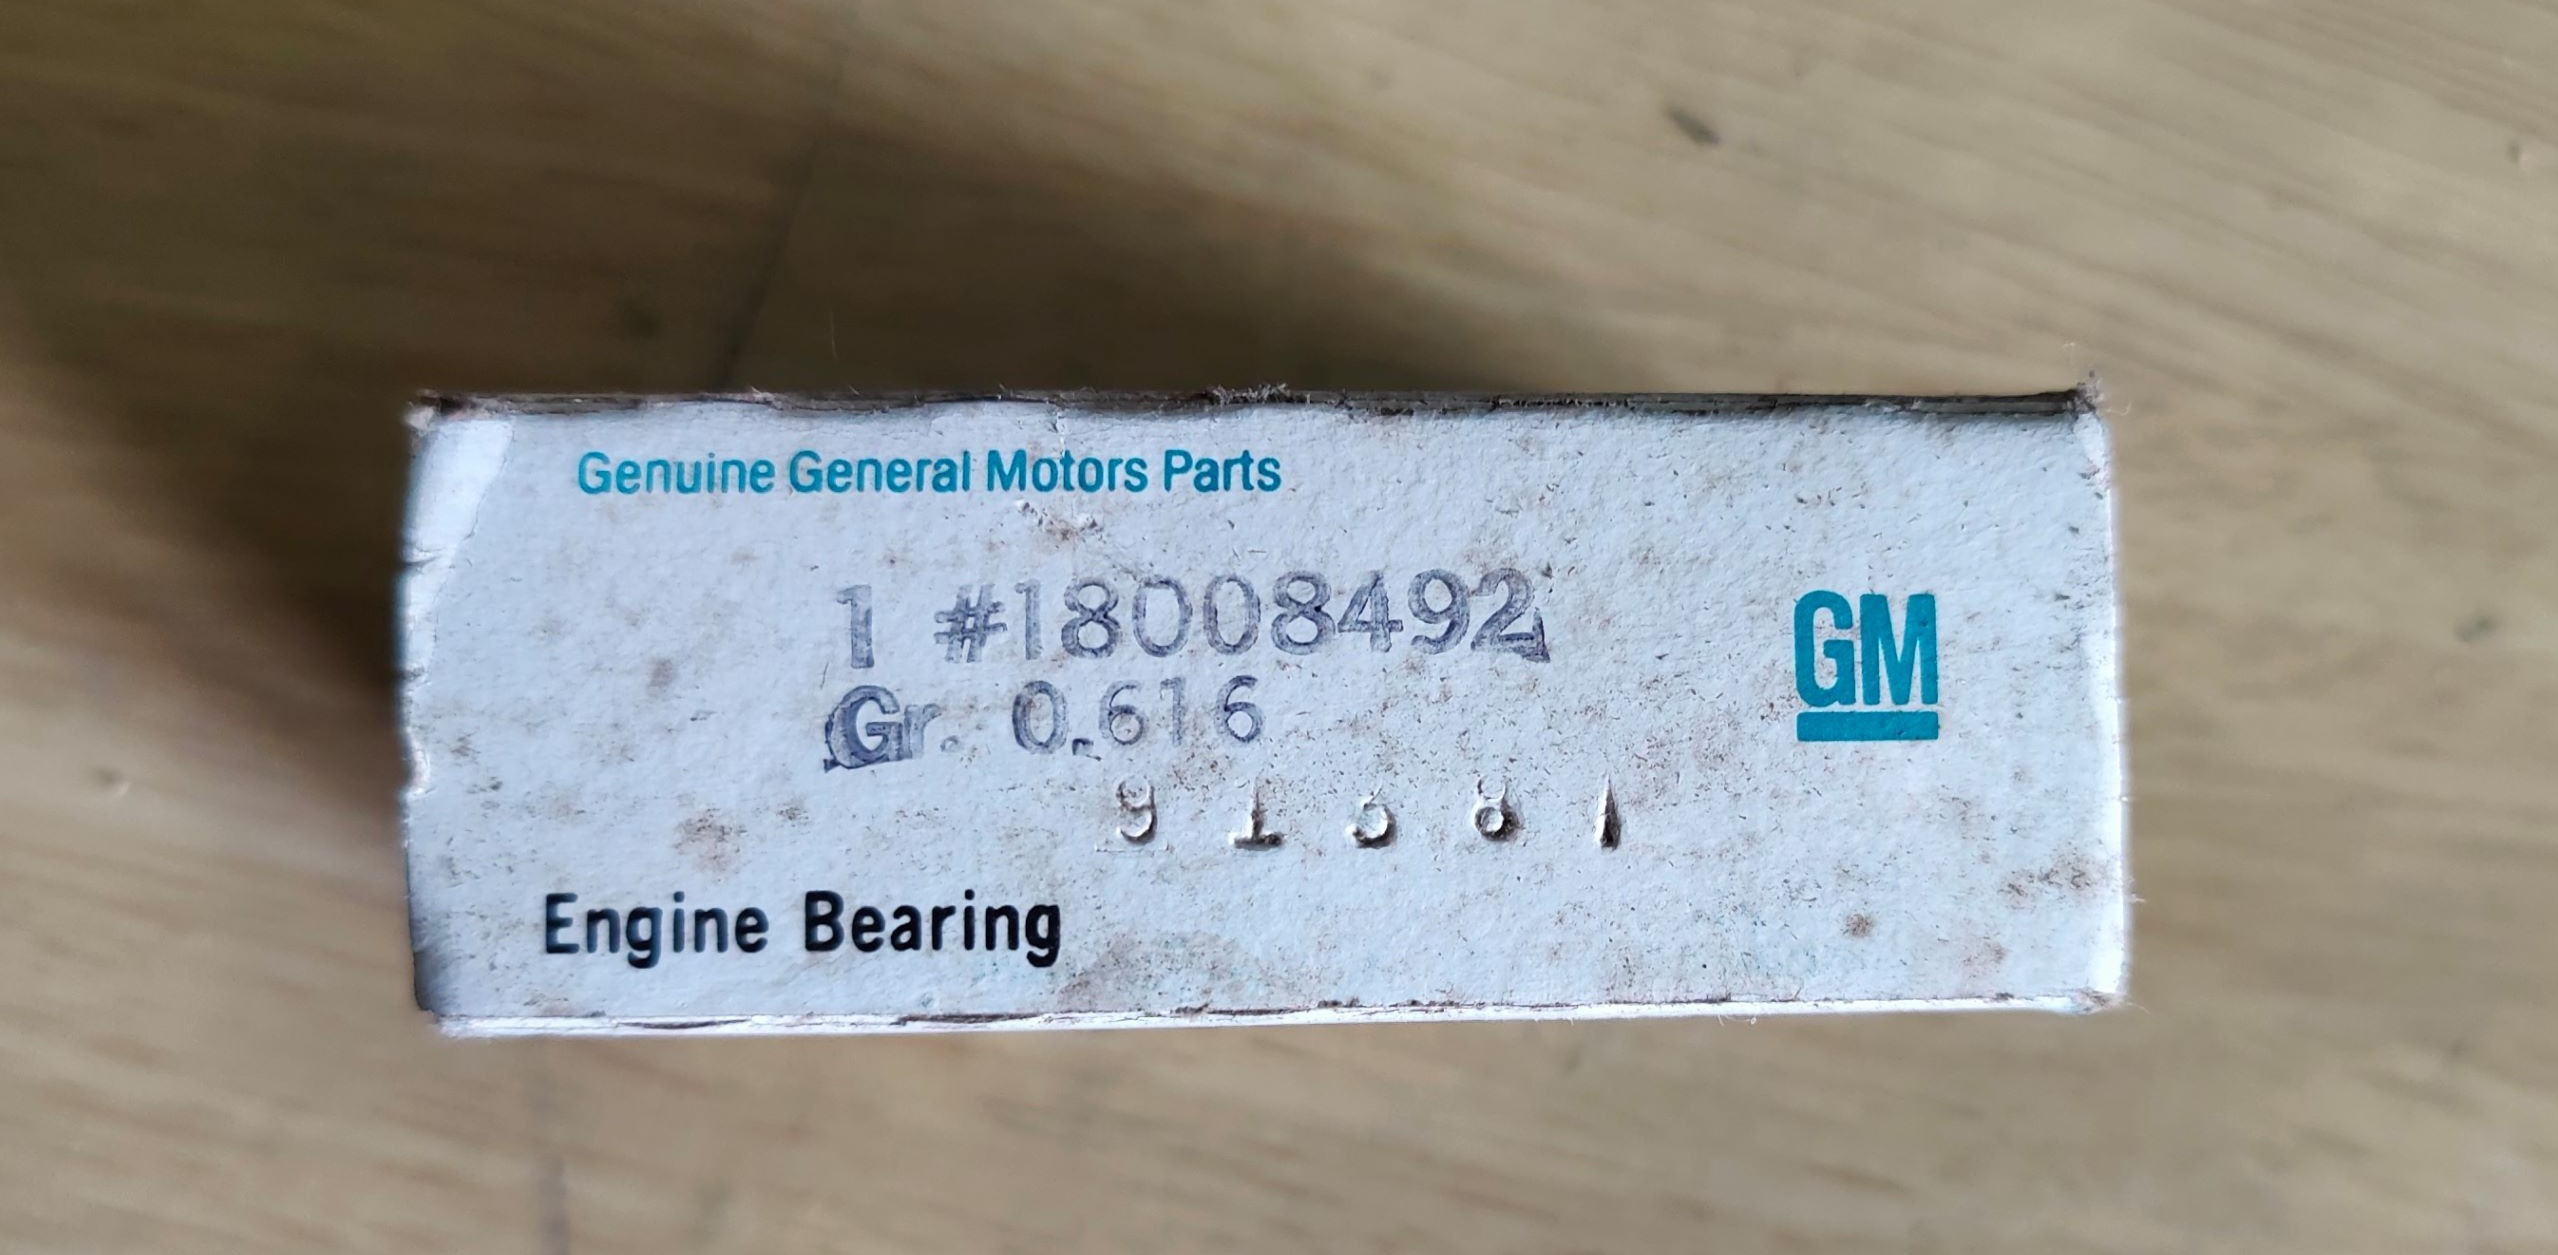 Genuine General Motors Parts
1 #18008492
Gr. 0.616
GM
Engine Bearing